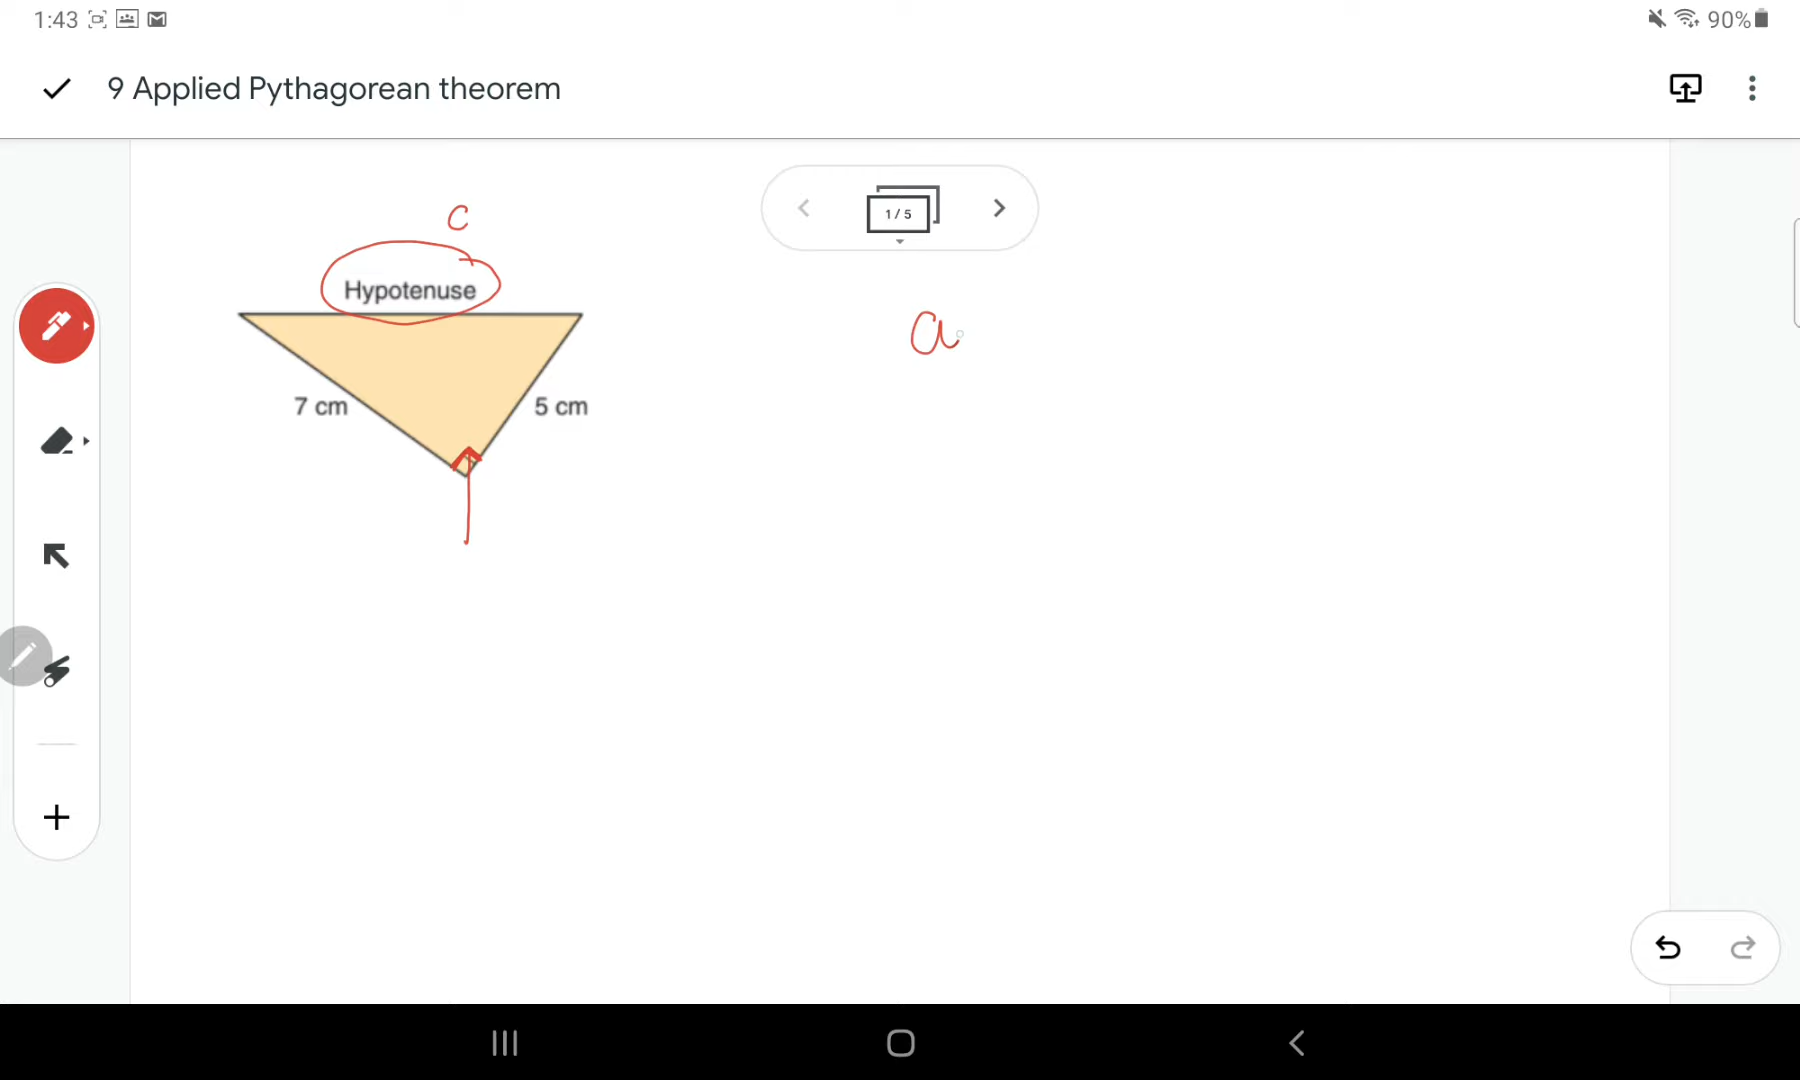 1:43 90%
9 Applied Pythagorean theorem
1 / 5
c
Hypotenuse
a
7 cm 5 cm